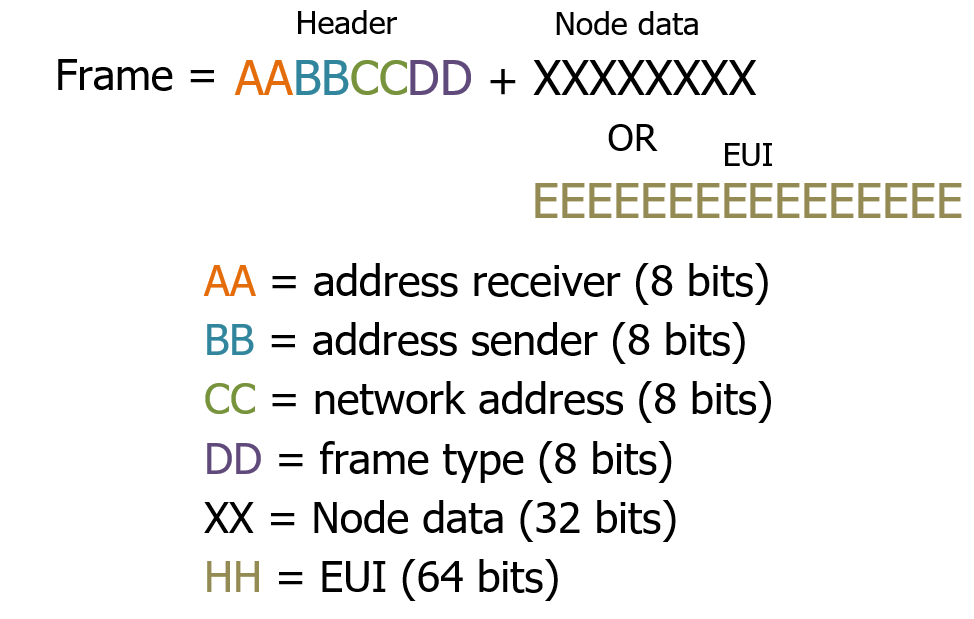 Header Node data
Frame = AABBCCDD + XXXXXXXX
OR
EUI
EEEEEEEEEEEEEEEE
AA = address receiver (8 bits)
BB = address sender (8 bits)
CC = network address (8 bits)
DD = frame type (8 bits)
XX = Node data (32 bits)
HH = EUI (64 bits)